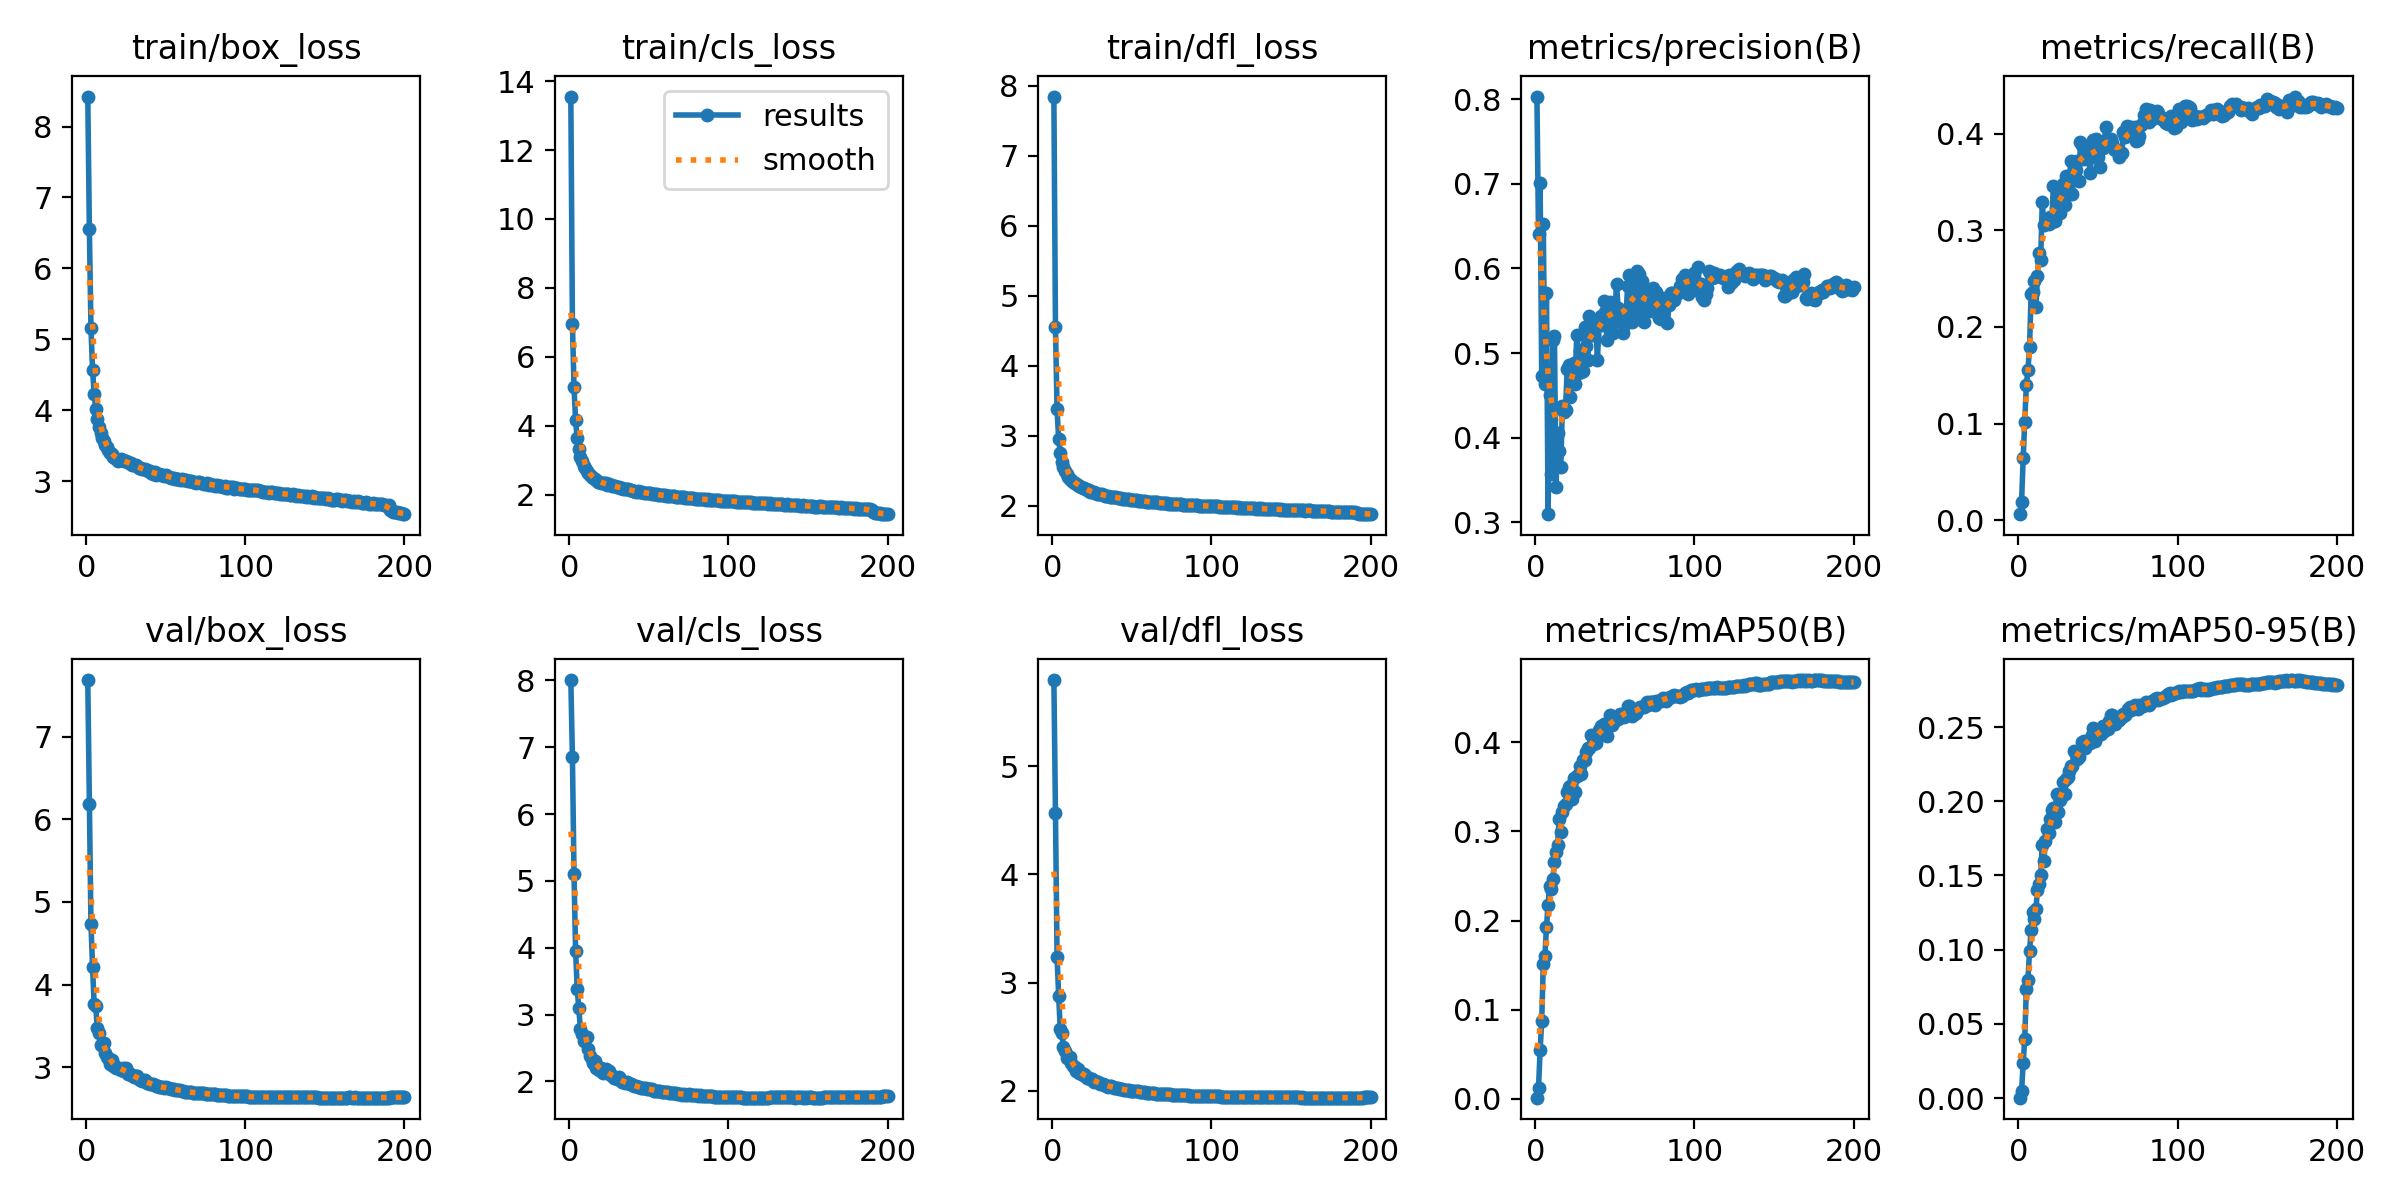 train/box_loss
8
7
6
5
4
3
0 100 200
train/cls_loss
14
12
10
8
6
4
2
results
smooth
0 100 200
train/dfl_loss
8
7
6
5
4
3
2
0 100 200
metrics/precision(B)
0.8
0.7
0.6
0.5
0.4
0.3
0 100 200
metrics/recall(B)
0.4
0.3
0.2
0.1
0.0
0 100 200
val/box_loss
7
6
5
4
3
0 100 200
val/cls_loss
8
7
6
5
4
3
2
0 100 200
val/dfl_loss
5
4
3
2
0 100 200
metrics/mAP50(B)
0.4
0.3
0.2
0.1
0.0
0 100 200
metrics/mAP50-95(B)
0.25
0.20
0.15
0.10
0.05
0.00
0 100 200